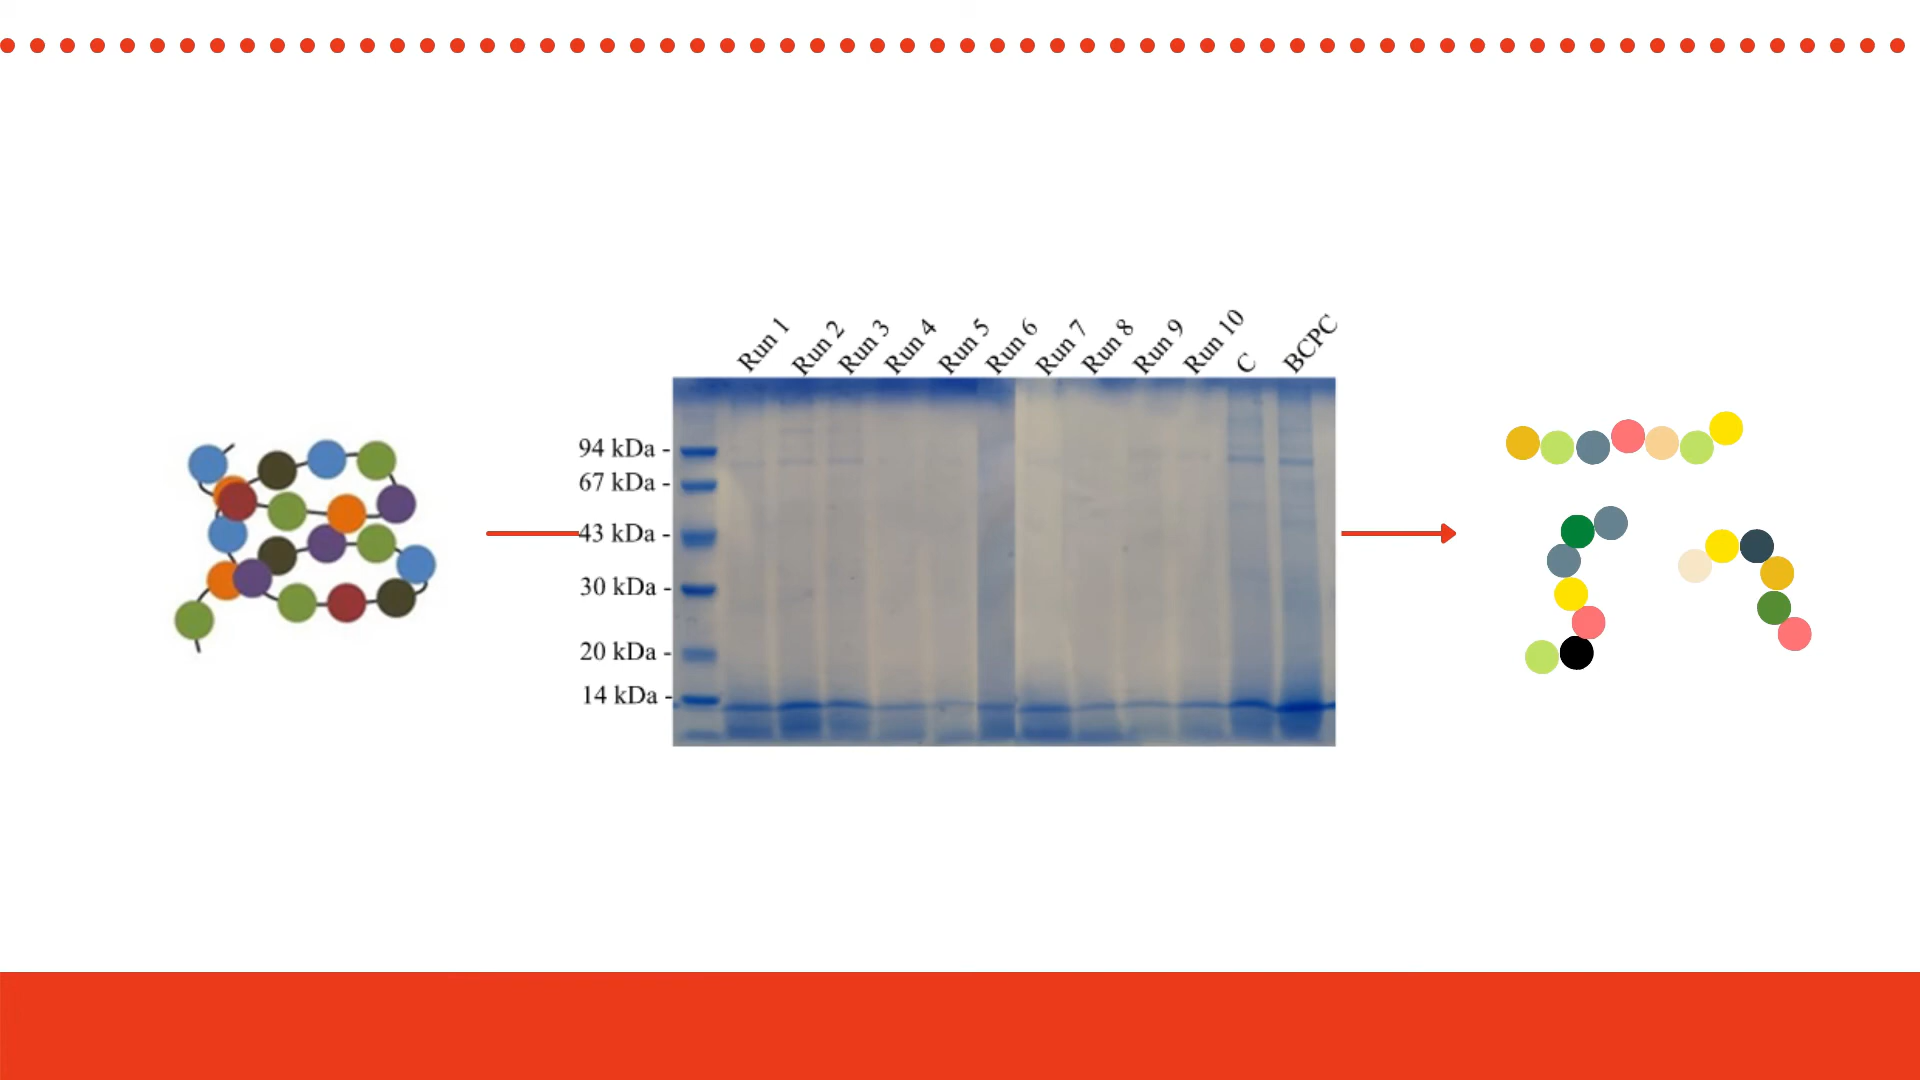 Run 1
Run 2
Run 3
Run 4
Run 5
Run 6
Run 7
Run 8
Run 9
Run 10
C
BCPC
94 kDa -
67 kDa -
43 kDa -
30 kDa -
20 kDa -
14 kDa -